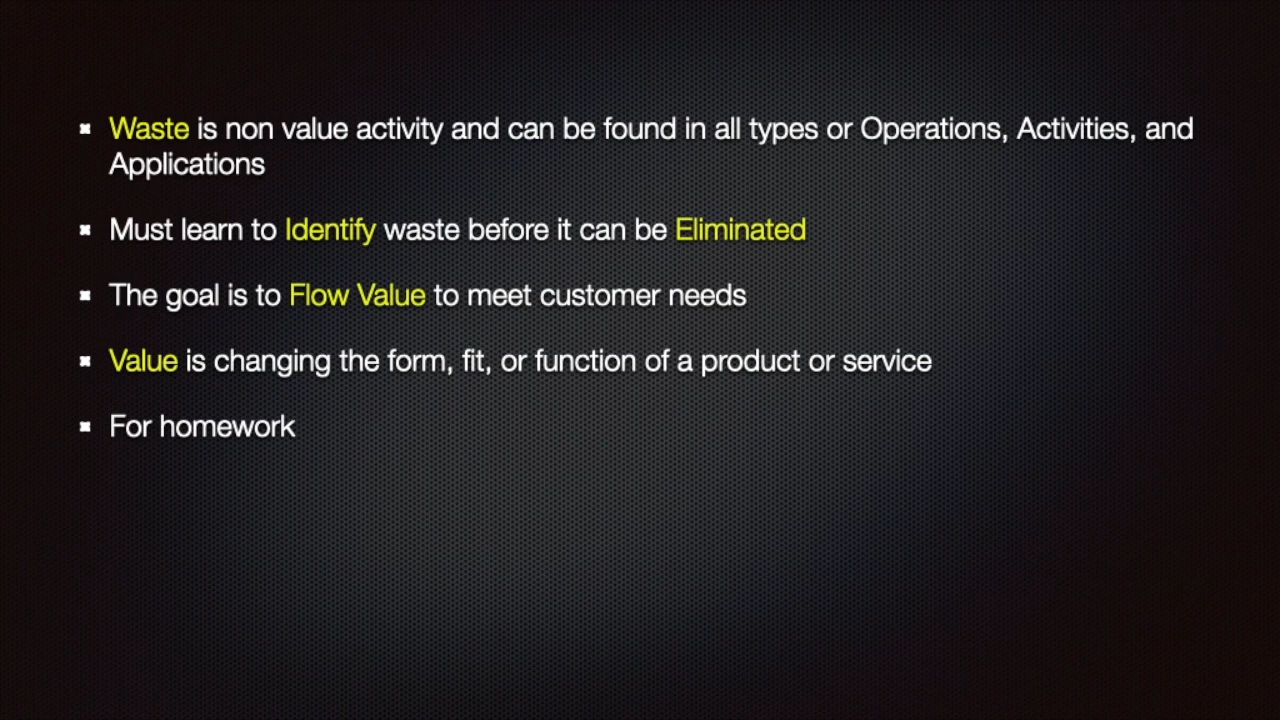 Waste is non value activity and can be found in all types or Operations, Activities, and
Applications
Must learn to Identify waste before it can be Eliminated
The goal is to Flow Value to meet customer needs
Value is changing the form, fit, or function of a product or service
For homework